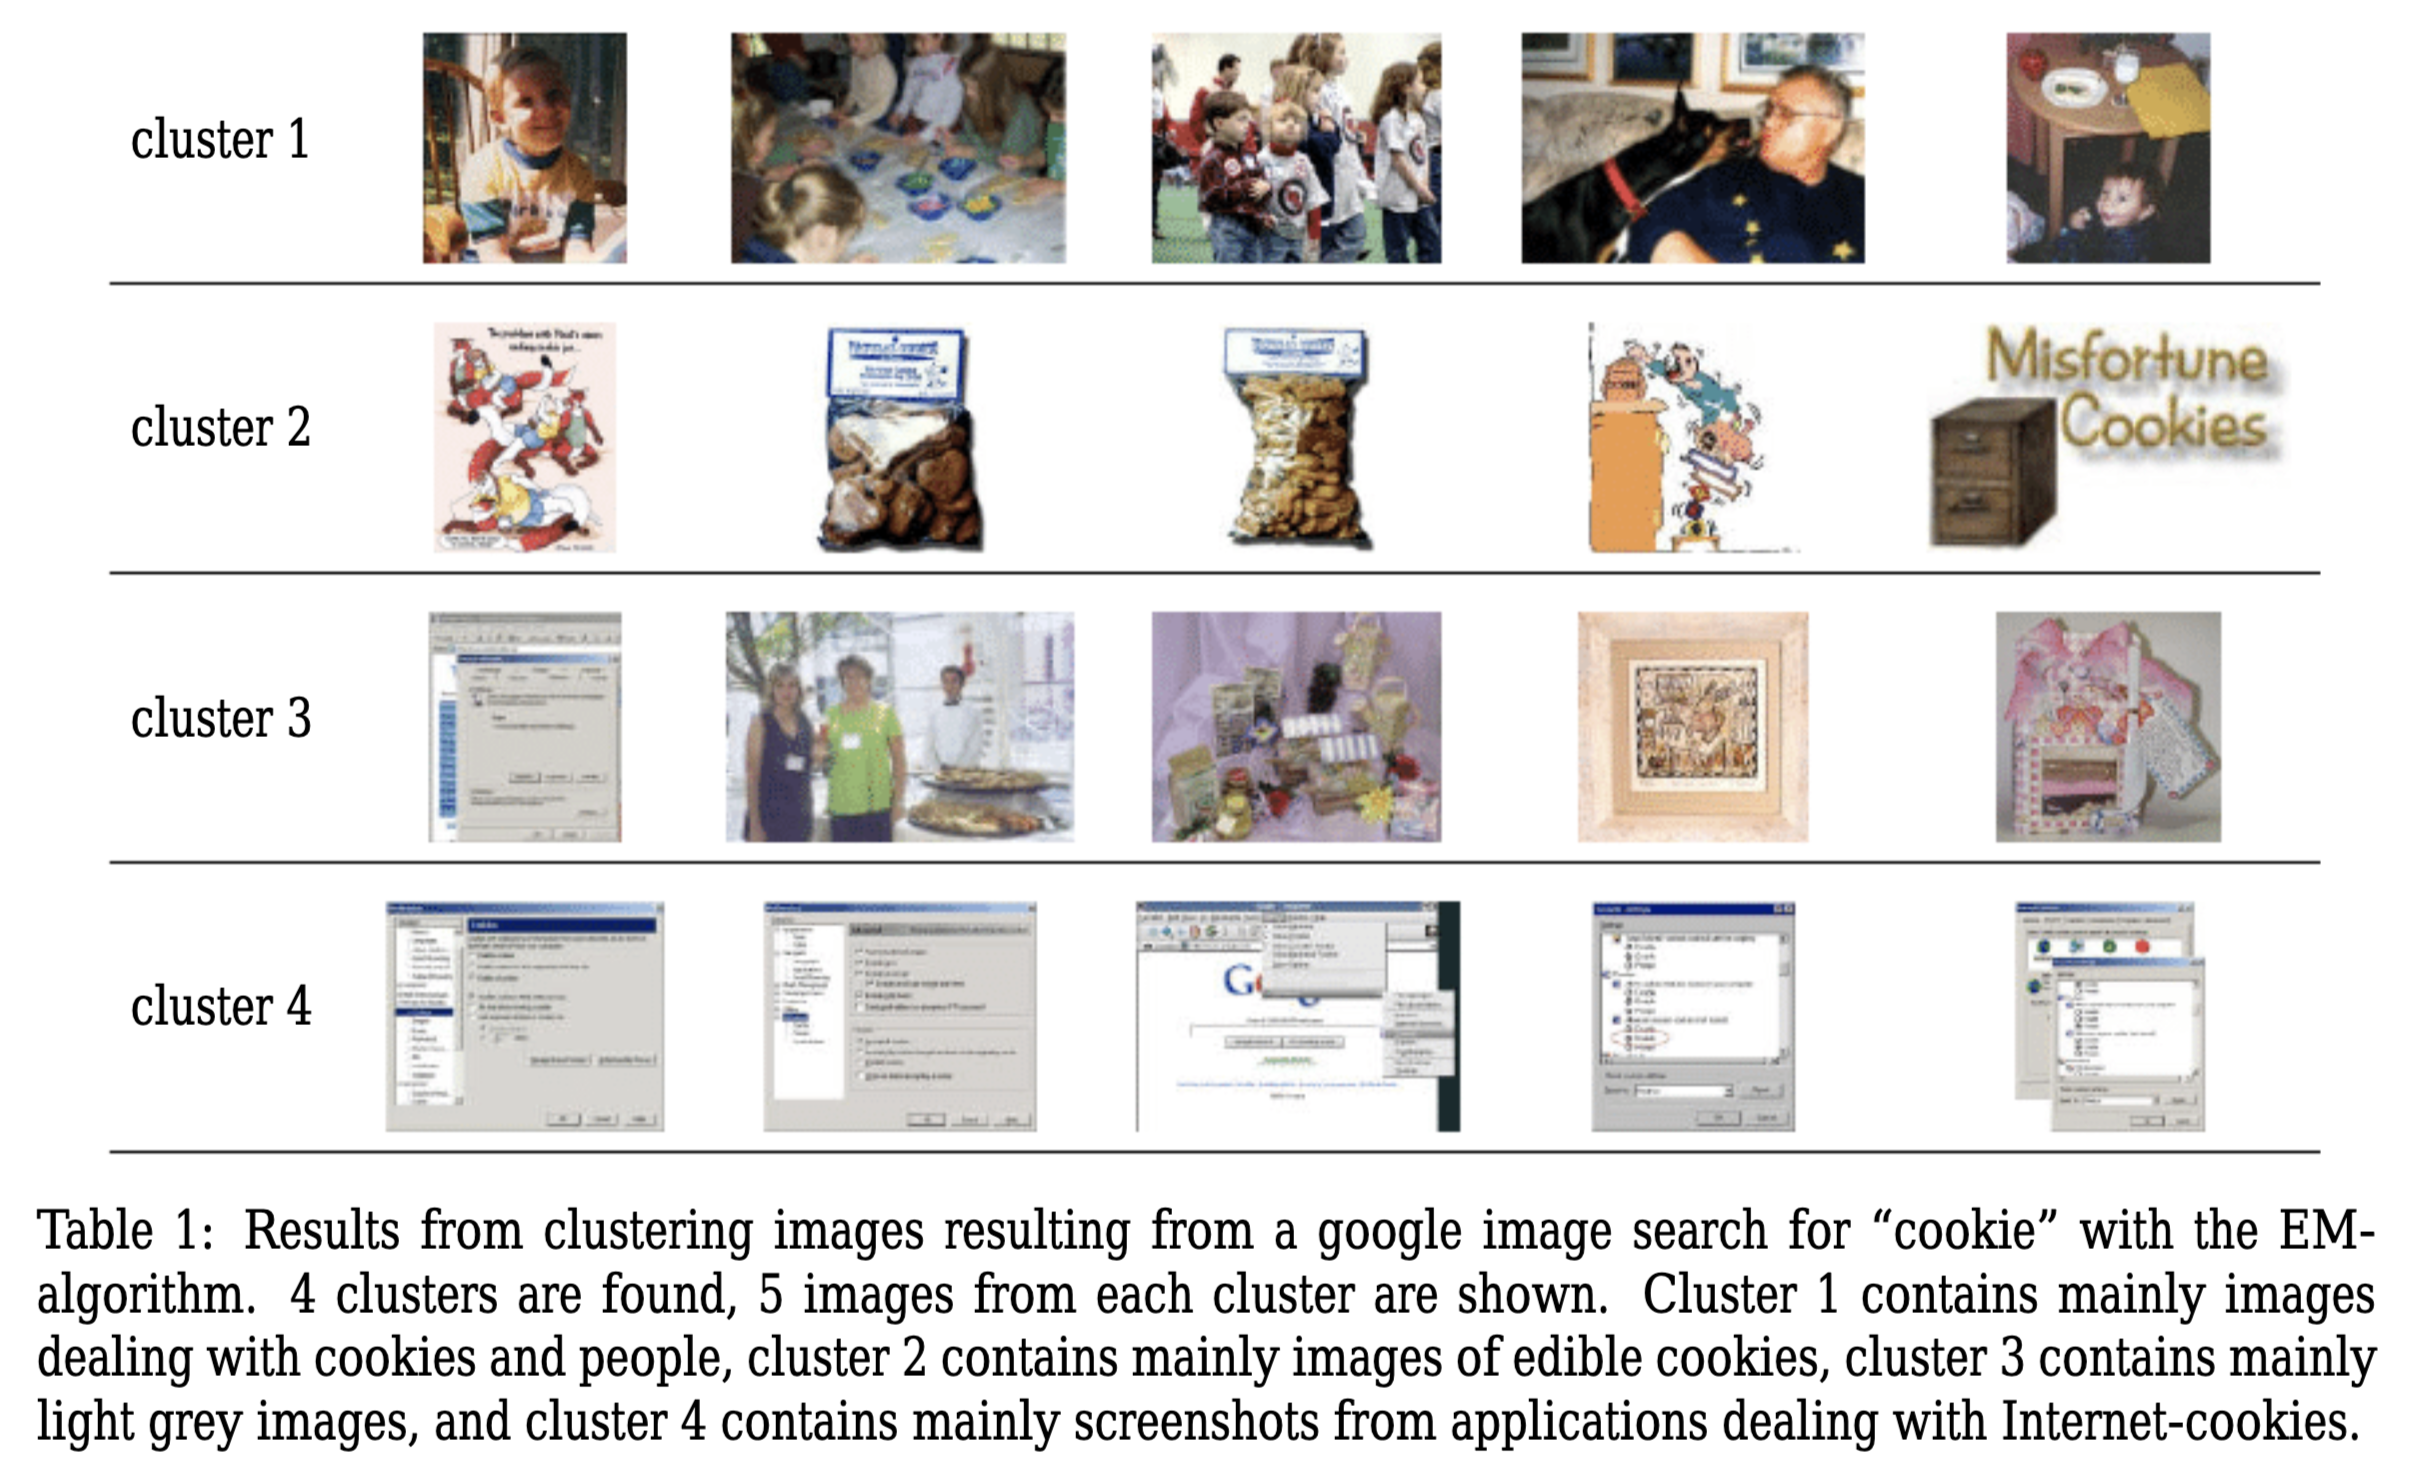 cluster 1
cluster 2
Misfortune
Cookies
cluster 3
cluster 4
Table 1: Results from clustering images resulting from a google image search for “cookie” with the EM-
algorithm. 4 clusters are found, 5 images from each cluster are shown. Cluster 1 contains mainly images
dealing with cookies and people, cluster 2 contains mainly images of edible cookies, cluster 3 contains mainly
light grey images, and cluster 4 contains mainly screenshots from applications dealing with Internet-cookies.